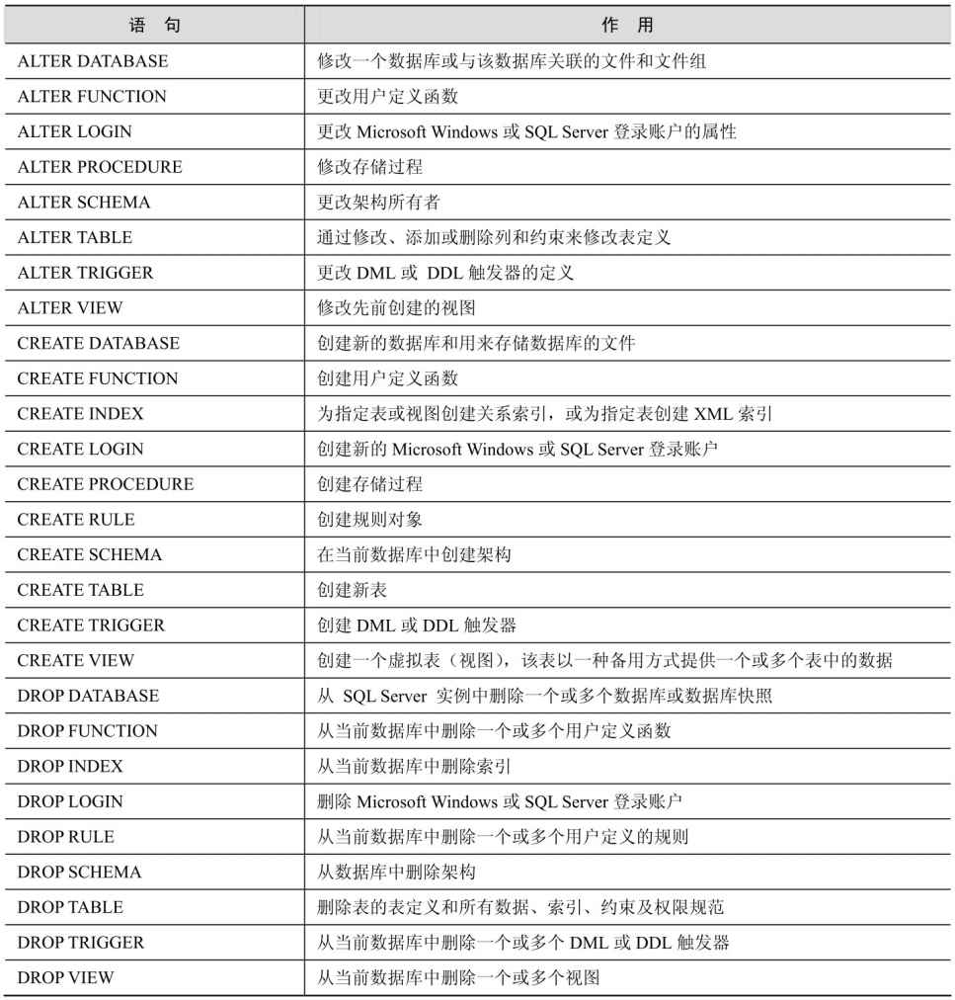 语 句 作 用
ALTER DATABASE 修改一个数据库或与该数据库关联的文件和文件组
ALTER FUNCTION 更改用户定义函数
ALTER LOGIN 更改 Microsoft Windows 或 SQL Server 登录账户的属性
ALTER PROCEDURE 修改存储过程
ALTER SCHEMA 更改架构所有者
ALTER TABLE 通过修改、添加或删除列和约束来修改表定义
ALTER TRIGGER 更改 DML 或 DDL 触发器的定义
ALTER VIEW 修改先前创建的视图
CREATE DATABASE 创建新的数据库和用来存储数据库的文件
CREATE FUNCTION 创建用户定义函数
CREATE INDEX 为指定表或视图创建关系索引，或为指定表创建 XML 索引
CREATE LOGIN 创建新的 Microsoft Windows 或 SQL Server 登录账户
CREATE PROCEDURE 创建存储过程
CREATE RULE 创建规则对象
CREATE SCHEMA 在当前数据库中创建架构
CREATE TABLE 创建新表
CREATE TRIGGER 创建 DML 或 DDL 触发器
CREATE VIEW 创建一个虚拟表（视图），该表以一种备用方式提供一个或多个表中的数据
DROP DATABASE 从 SQL Server 实例中删除一个或多个数据库或数据库快照
DROP FUNCTION 从当前数据库中删除一个或多个用户定义函数
DROP INDEX 从当前数据库中删除索引
DROP LOGIN 删除 Microsoft Windows 或 SQL Server 登录账户
DROP RULE 从当前数据库中删除一个或多个用户定义的规则
DROP SCHEMA 从数据库中删除架构
DROP TABLE 删除表的表定义和所有数据、索引、约束及权限规范
DROP TRIGGER 从当前数据库中删除一个或多个 DML 或 DDL 触发器
DROP VIEW 从当前数据库中删除一个或多个视图